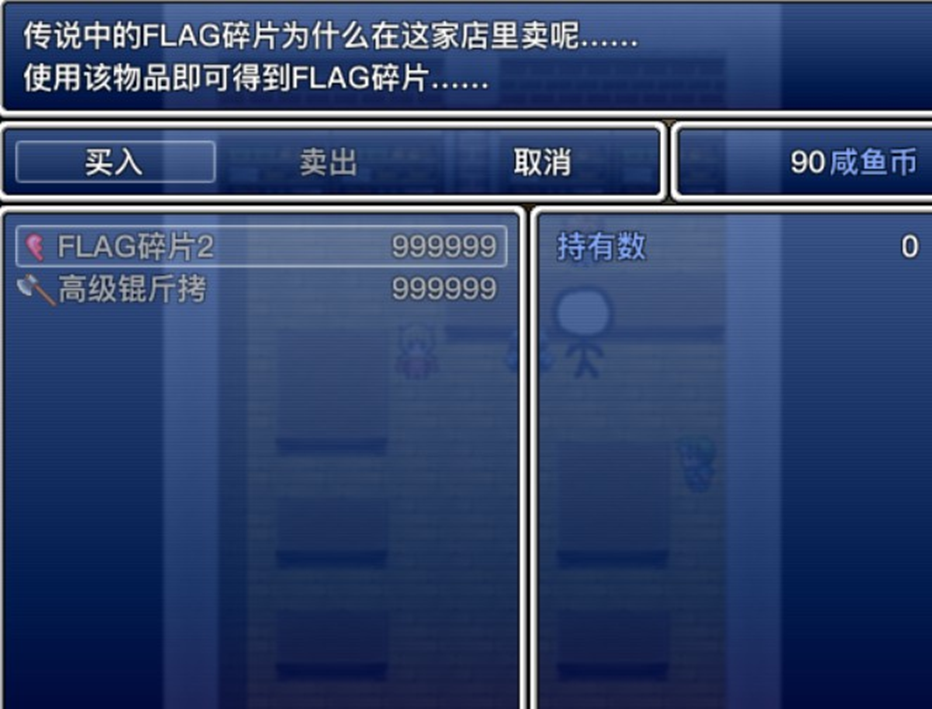 传说中的FLAG碎片为什么在这家店里卖呢……
使用该物品即可得到FLAG碎片……
买入 卖出 取消 90 咸鱼币
FLAG碎片2 999999 持有数 0
高级锟斤拷 999999